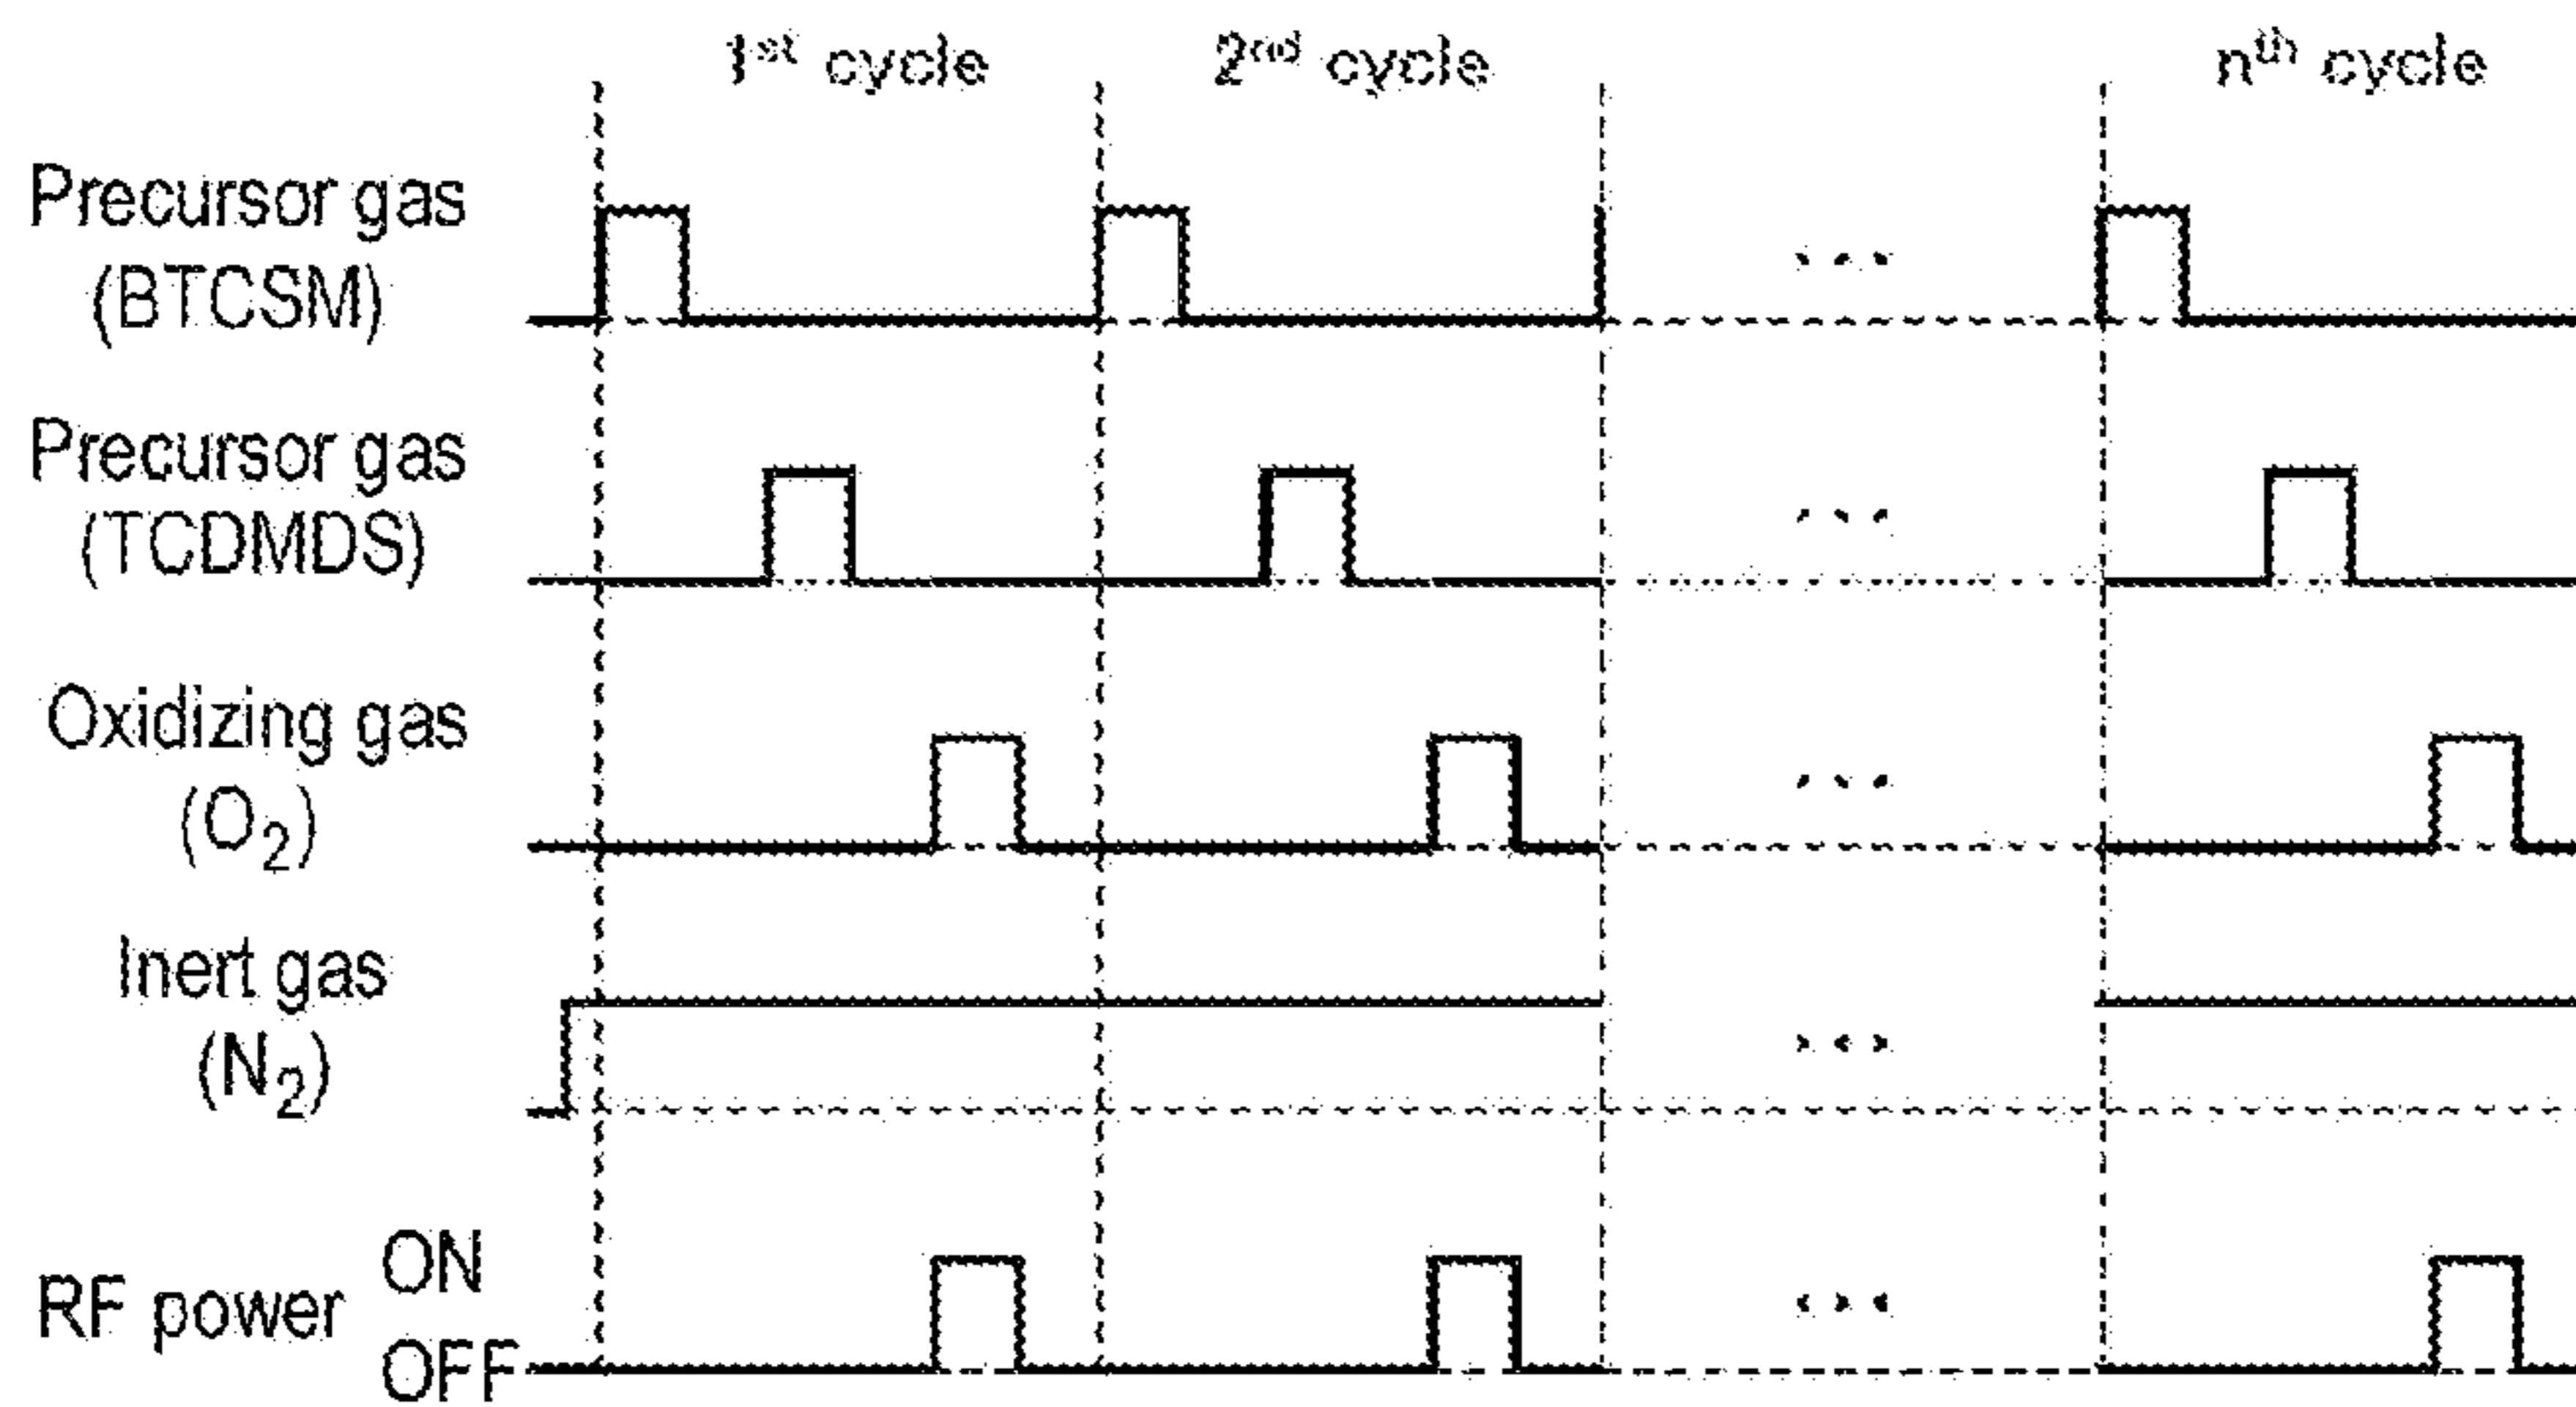 1st cycle 2nd cycle nth cycle
Precursor gas
(BTCSM)
...
Precursor gas
(TCDMDS)
...
Oxidizing gas
(O2)
...
Inert gas
(N2)
...
ON
RF power
...
OFF